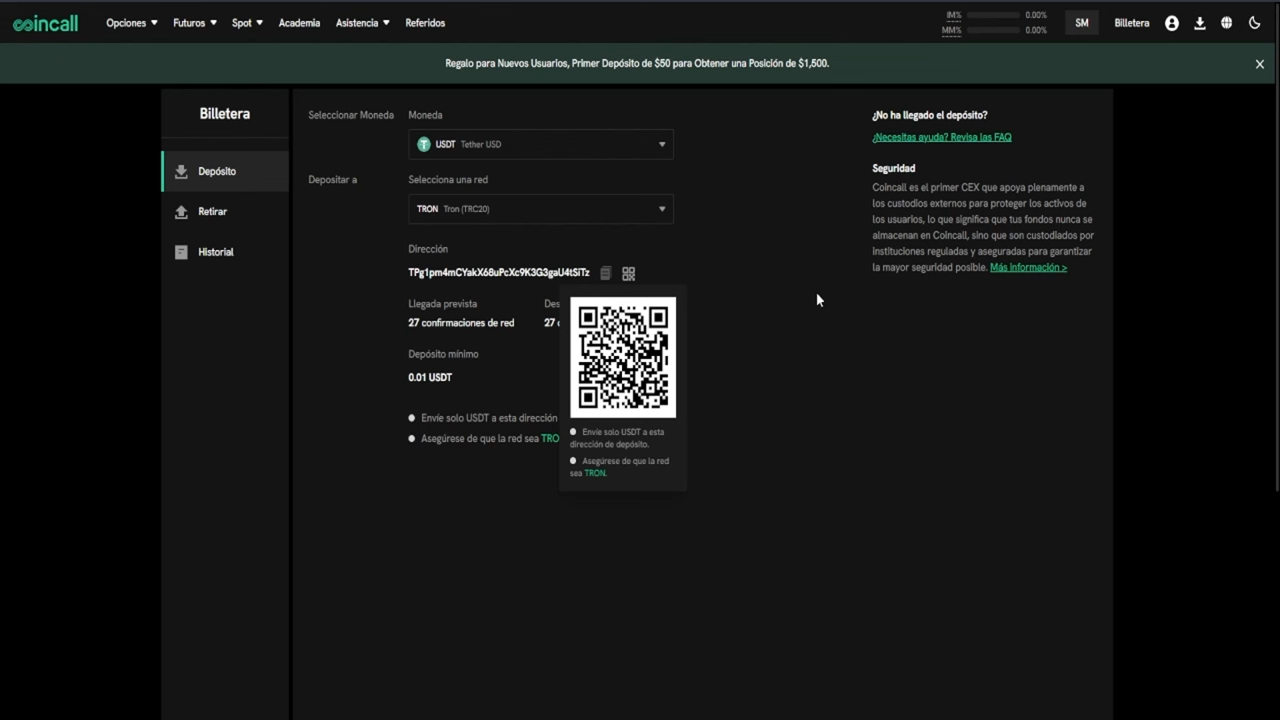 coincall
Opciones Futuros Spot Academia Asistencia Referidos
IM% 0.00%
MM% 0.00%
SM Billetera
Regalo para Nuevos Usuarios, Primer Depósito de $50 para Obtener una Posición de $1,500.
Billetera
Depósito
Retirar
Historial
Seleccionar Moneda
Moneda
USDT Tether USD
Depositar a
Selecciona una red
TRON Tron (TRC20)
Dirección
TPg1pm4mCYakX68uPcXc9K3G3gaU4tSiTz
Llegada prevista
27 confirmaciones de red
Des
27 c
Depósito mínimo
0.01 USDT
Envíe solo USDT a esta dirección
Asegúrese de que la red sea TRO
Envíe solo USDT a esta
dirección de depósito.
Asegúrese de que la red
sea TRON.
¿No ha llegado el depósito?
¿Necesitas ayuda? Revisa las FAQ
Seguridad
Coincall es el primer CEX que apoya plenamente a
los custodios externos para proteger los activos de
los usuarios, lo que significa que tus fondos nunca se
almacenan en Coincall, sino que son custodiados por
instituciones reguladas y aseguradas para garantizar
la mayor seguridad posible. Más información >